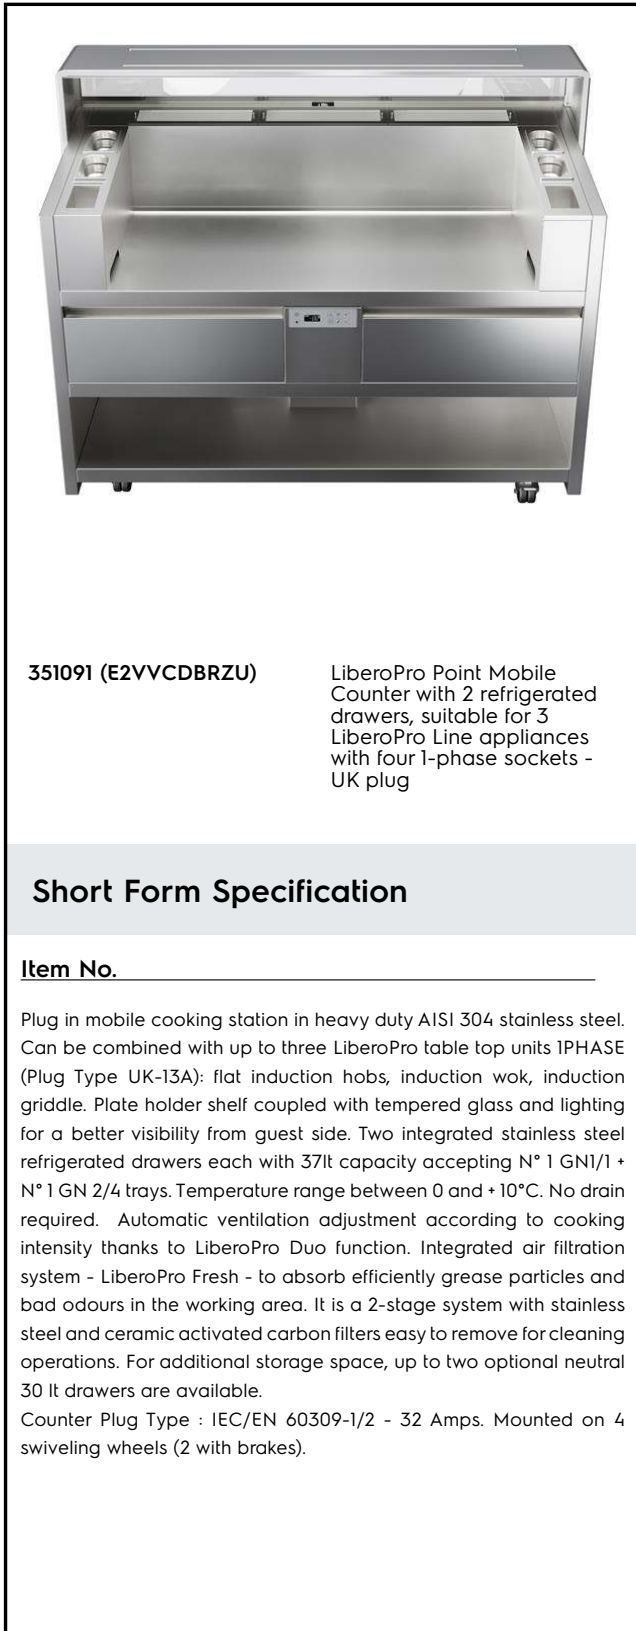 351091 (E2VVCDBRZU)
LiberoPro Point Mobile
Counter with 2 refrigerated
drawers, suitable for 3
LiberoPro Line appliances
with four 1-phase sockets -
UK plug
Short Form Specification
Item No.
Plug in mobile cooking station in heavy duty AISI 304 stainless steel.
Can be combined with up to three LiberoPro table top units 1PHASE
(Plug Type UK-13A): flat induction hobs, induction wok, induction
griddle. Plate holder shelf coupled with tempered glass and lighting
for a better visibility from guest side. Two integrated stainless steel
refrigerated drawers each with 37lt capacity accepting N° 1 GN1/1 +
N° 1 GN 2/4 trays. Temperature range between 0 and + 10°C. No drain
required. Automatic ventilation adjustment according to cooking
intensity thanks to LiberoPro Duo function. Integrated air filtration
system - LiberoPro Fresh - to absorb efficiently grease particles and
bad odours in the working area. It is a 2-stage system with stainless
steel and ceramic activated carbon filters easy to remove for cleaning
operations. For additional storage space, up to two optional neutral
30 lt drawers are available.
Counter Plug Type : IEC/EN 60309-1/2 - 32 Amps. Mounted on 4
swiveling wheels (2 with brakes).